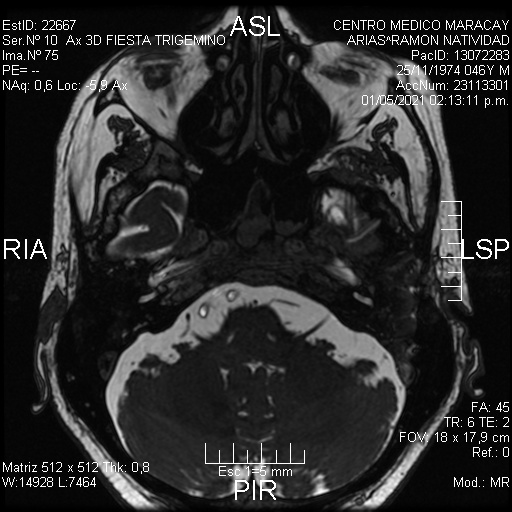 EstID: 22667
Ser.Nº 10 Ax 3D FIESTA TRIGEMINO
Ima.Nº 75
PE= --
NAq: 0,6 Loc: -5,9 Ax
ASL
CENTRO MEDICO MARACAY
ARIAS^RAMON NATIVIDAD
PacID: 13072283
25/11/1974 046Y M
AccNum: 23113301
01/05/2021 02:13:11 p.m.
RIA
LSP
FA: 45
TR: 6 TE: 2
FOV: 18 x 17,9 cm
Ref.: 0
Mod.: MR
Matriz 512 x 512 Thk: 0,8
W:14928 L:7464
Esc 1=5 mm
PIR